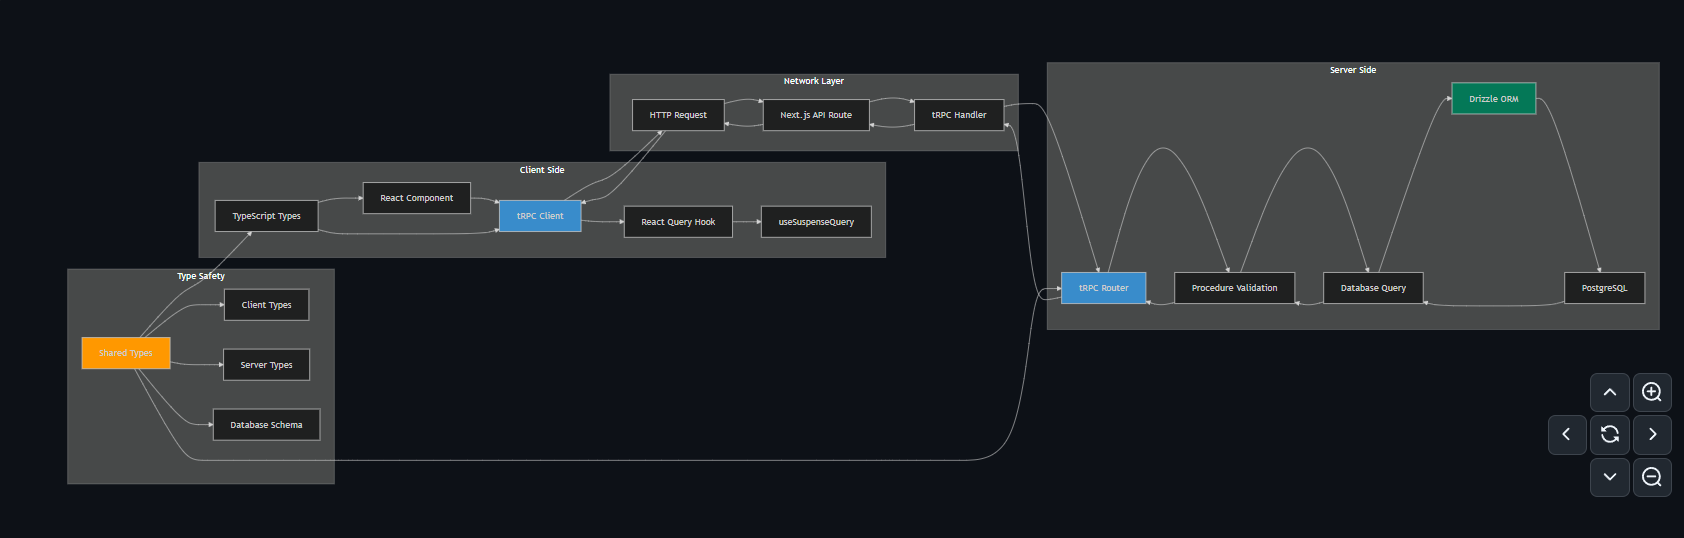 Network Layer
HTTP Request
Next.js API Route
tRPC Handler
Server Side
Drizzle ORM
tRPC Router
Procedure Validation
Database Query
PostgreSQL
Client Side
TypeScript Types
React Component
tRPC Client
React Query Hook
useSuspenseQuery
Type Safety
Shared Types
Client Types
Server Types
Database Schema